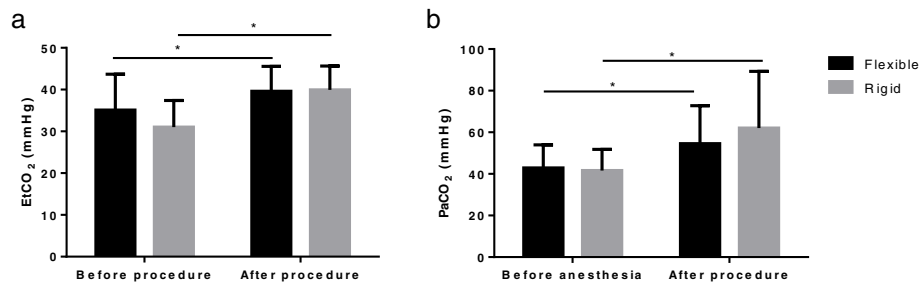 a
*
*
50
40
30
20
10
0
EtCO2 (mmHg)
Before procedure
After procedure
b
*
*
100
80
60
40
20
0
PaCO2 (mmHg)
Before anesthesia
After procedure
Flexible
Rigid